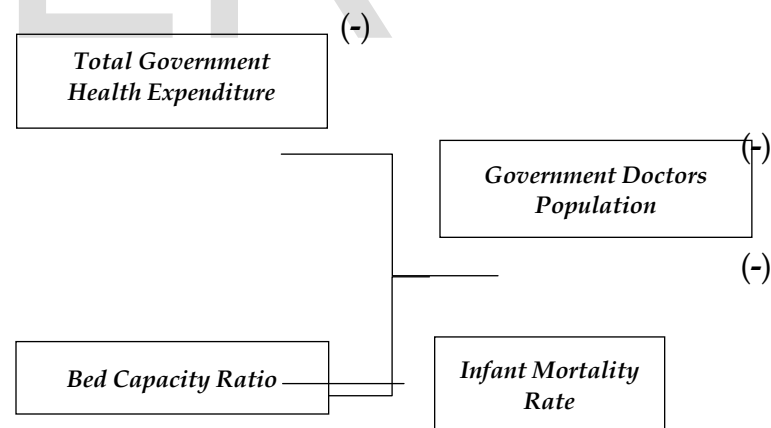 (-)
Total Government
Health Expenditure
(-)
Government Doctors
Population
(-)
Bed Capacity Ratio
Infant Mortality
Rate